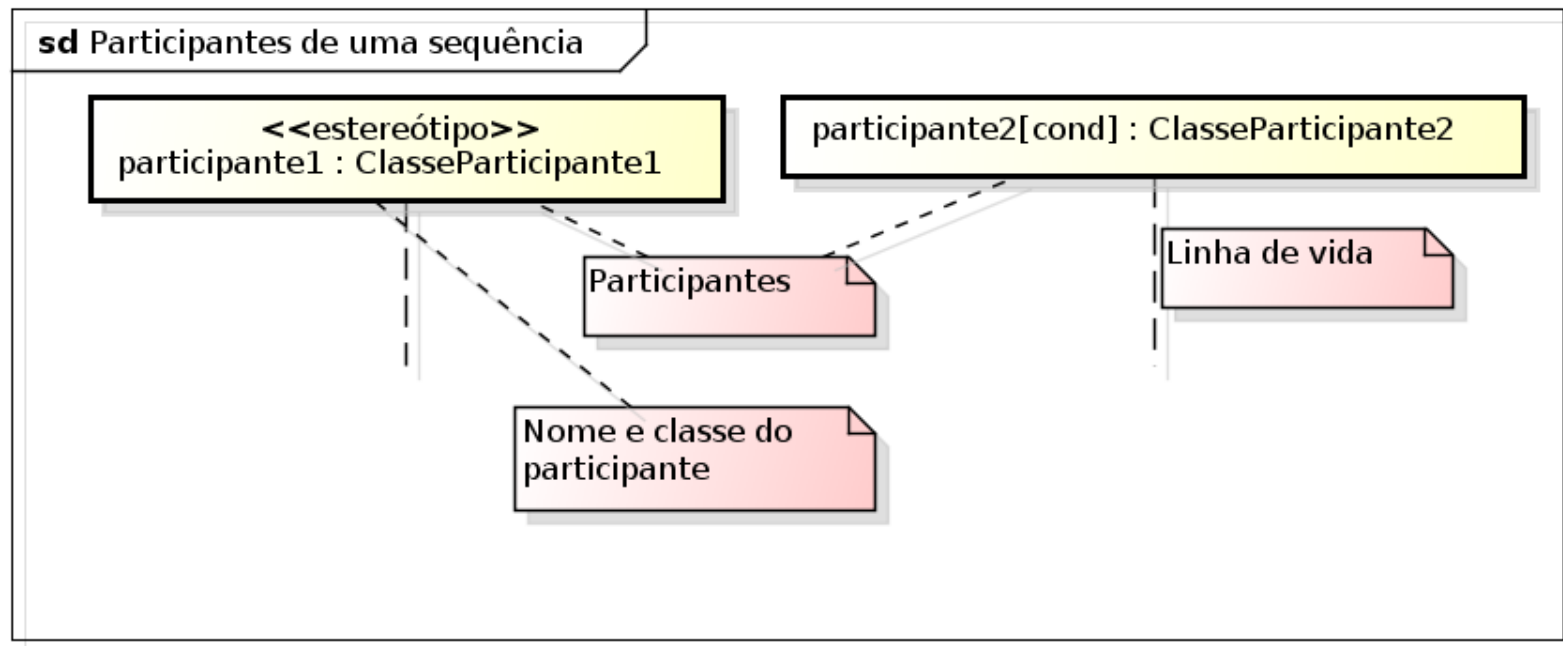 sd Participantes de uma sequência
<<estereótipo>>
participante1 : ClasseParticipante1
participante2[cond] : ClasseParticipante2
Participantes
Linha de vida
Nome e classe do
participante